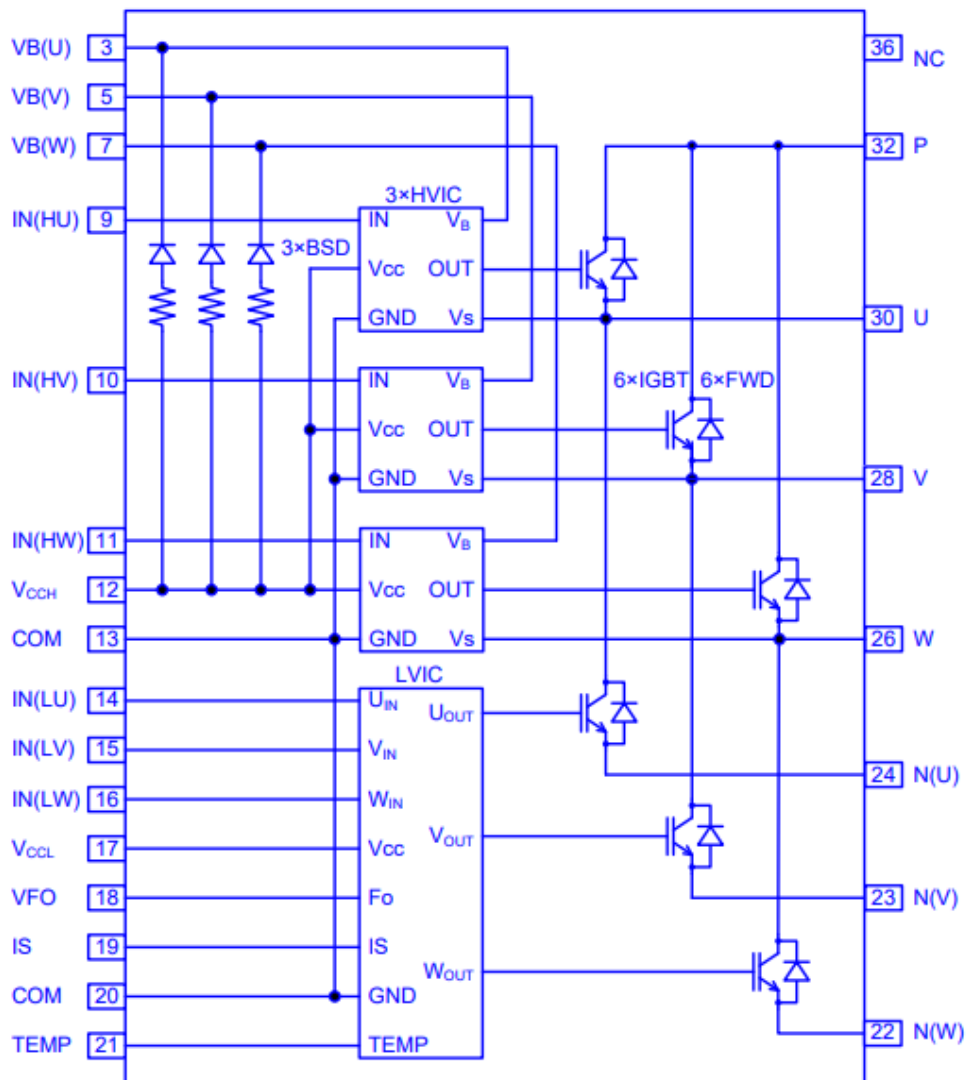 VB(U) 3
36 NC
VB(V) 5
VB(W) 7
32 P
3×HVIC
IN(HU) 9
IN VB
3×BSD
Vcc OUT
GND Vs
30 U
IN(HV) 10
IN VB
6×IGBT 6×FWD
Vcc OUT
GND Vs
28 V
IN(HW) 11
IN VB
VCCH 12
Vcc OUT
COM 13
GND Vs
26 W
LVIC
IN(LU) 14
UIN
UOUT
IN(LV) 15
VIN
24 N(U)
IN(LW) 16
WIN
VOUT
VCCL 17
Vcc
VFO 18
Fo
23 N(V)
IS 19
IS
WOUT
COM 20
GND
22 N(W)
TEMP 21
TEMP